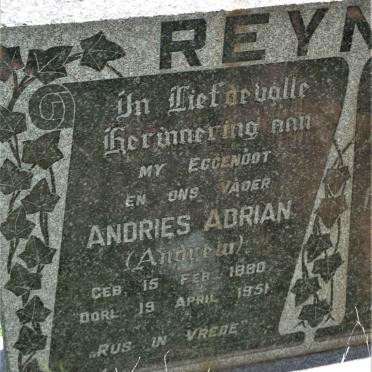 REYN
In Liefdevolle
Herinnering aan
MY EGGENOOT
EN ONS VADER
ANDRIES ADRIAN
(Andrew)
GEB. 15 FEB. 1880
OORL. 19 APRIL 1951
"RUS IN VREDE"